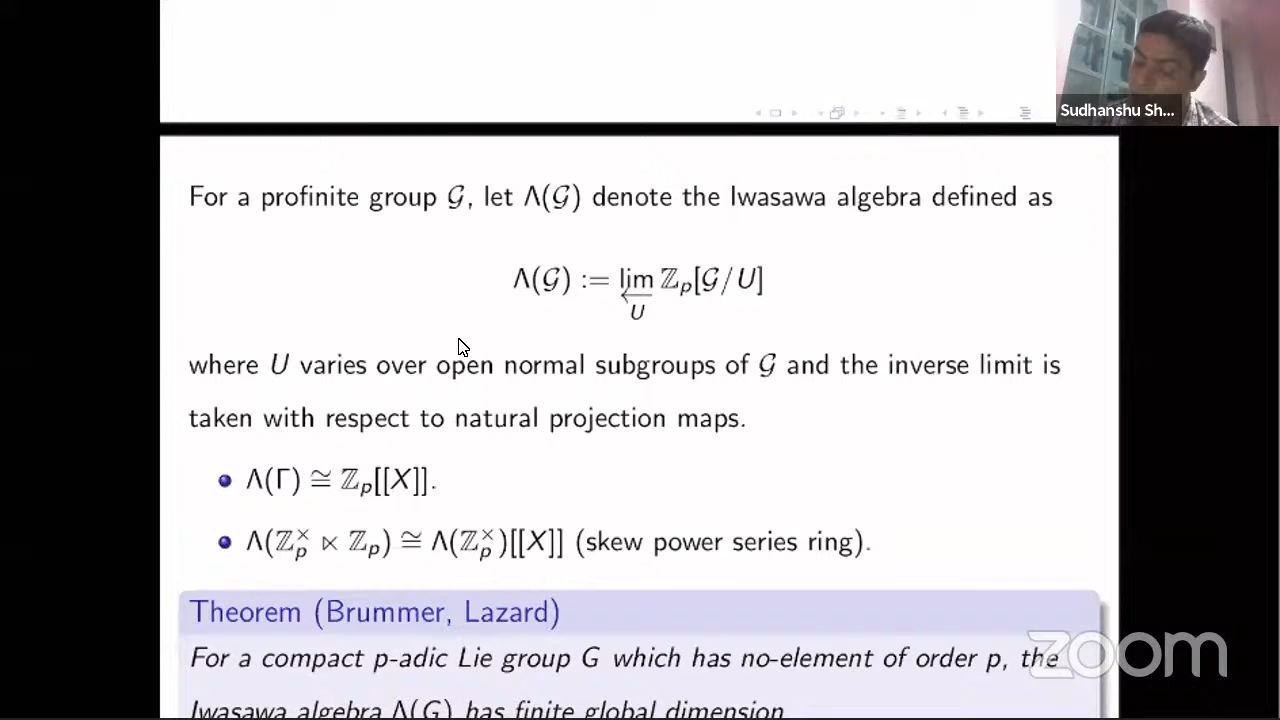 Sudhanshu Sh...
For a profinite group 𝒢, let Λ(𝒢) denote the Iwasawa algebra defined as
Λ(𝒢) := lim ℤₚ[𝒢/U]
←
U
where U varies over open normal subgroups of 𝒢 and the inverse limit is
taken with respect to natural projection maps.
• Λ(Γ) ≅ ℤₚ[[X]].
• Λ(ℤₚ^× ⋉ ℤₚ) ≅ Λ(ℤₚ^×)[[X]] (skew power series ring).
Theorem (Brummer, Lazard)
For a compact p-adic Lie group G which has no-element of order p, the
Iwasawa algebra Λ(G) has finite global dimension.
zoom